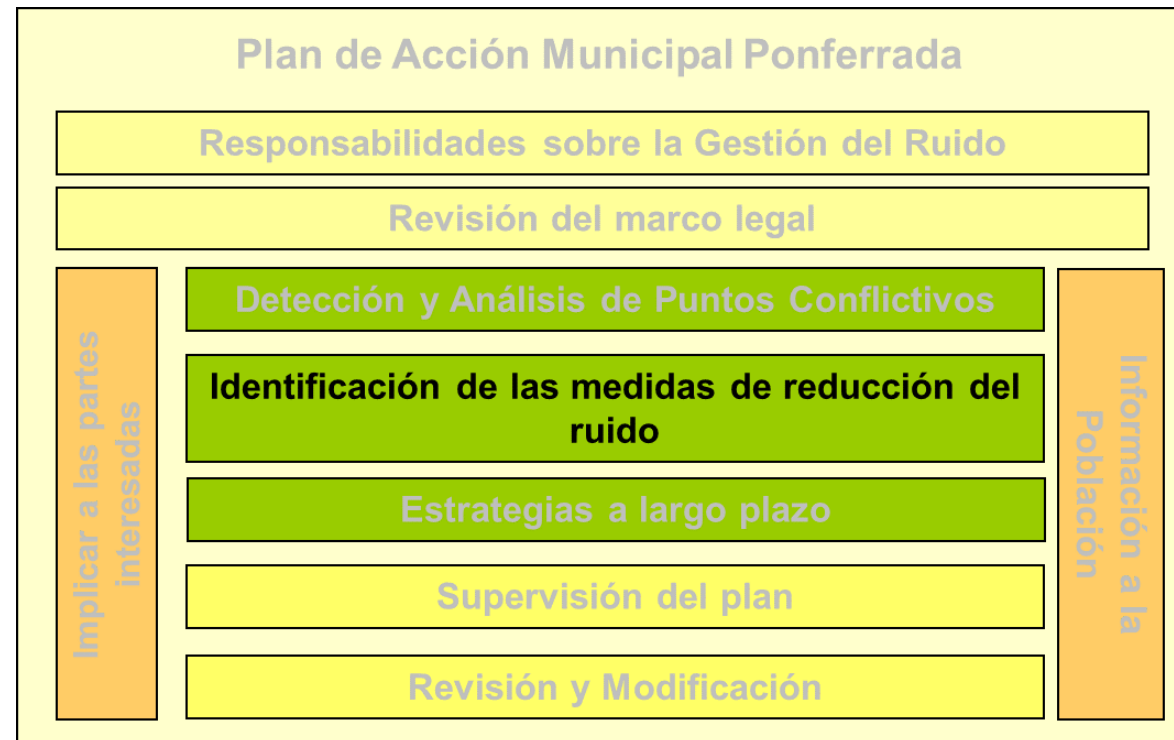 Plan de Acción Municipal Ponferrada
Responsabilidades sobre la Gestión del Ruido
Revisión del marco legal
Implicar a las partes
interesadas
Detección y Análisis de Puntos Conflictivos
Identificación de las medidas de reducción del
ruido
Estrategias a largo plazo
Supervisión del plan
Revisión y Modificación
Información a la
Población